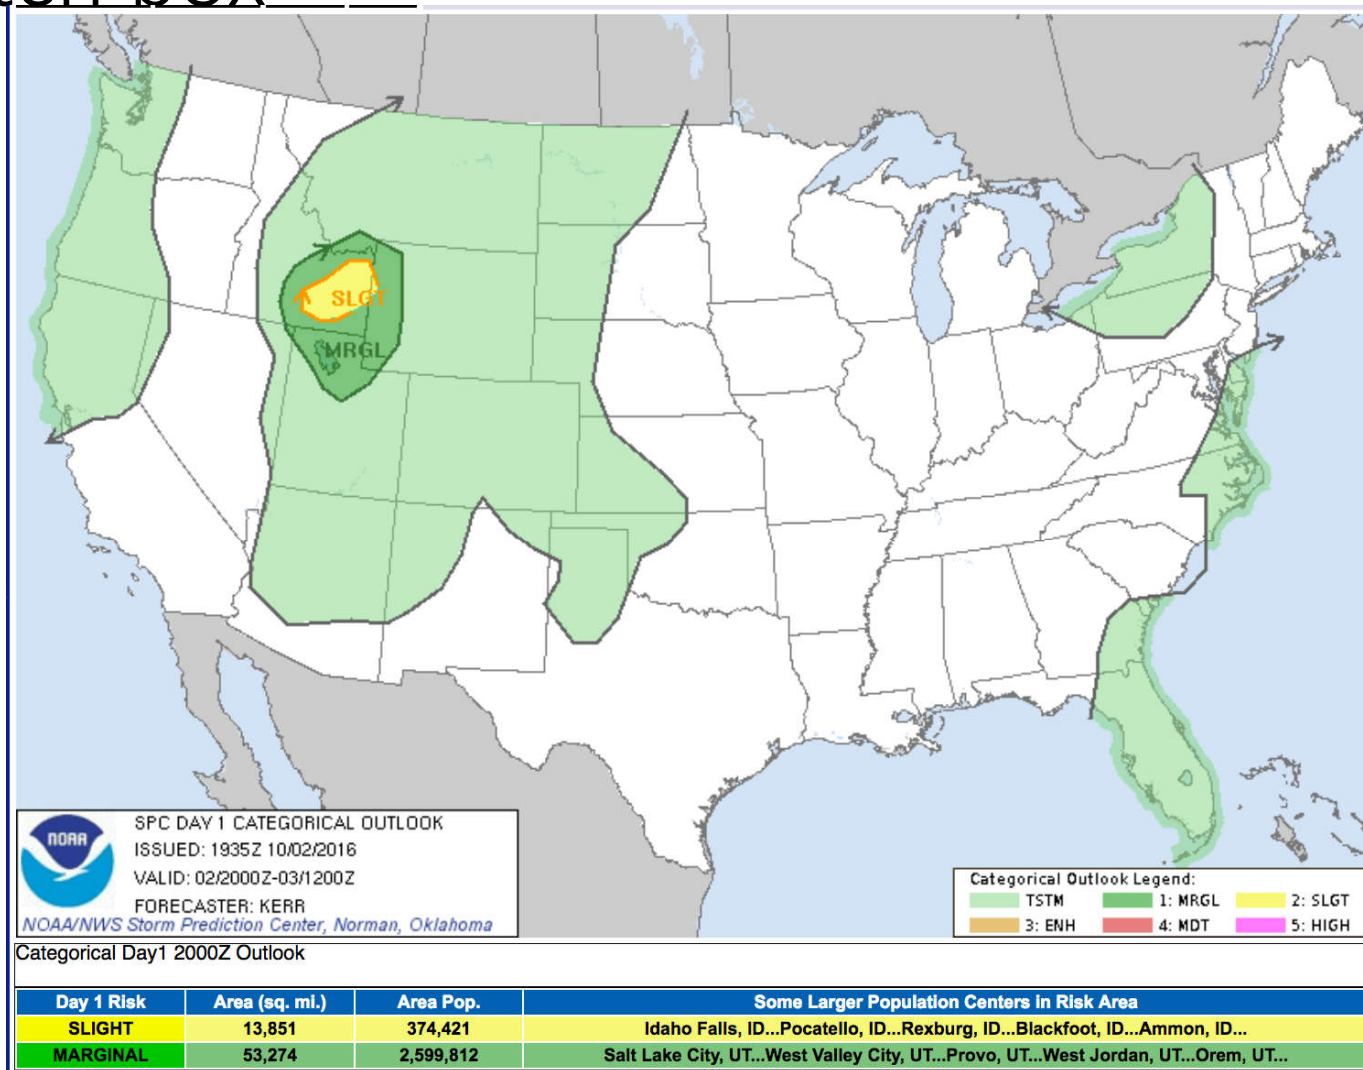 SLGT
MRGL
NOAA
SPC DAY 1 CATEGORICAL OUTLOOK
ISSUED: 1935Z 10/02/2016
VALID: 02/2000Z-03/1200Z
FORECASTER: KERR
NOAA/NWS Storm Prediction Center, Norman, Oklahoma
Categorical Outlook Legend:
TSTM 1: MRGL 2: SLGT
3: ENH 4: MDT 5: HIGH
Categorical Day1 2000Z Outlook
Day 1 Risk Area (sq. mi.) Area Pop. Some Larger Population Centers in Risk Area
SLIGHT 13,851 374,421 Idaho Falls, ID...Pocatello, ID...Rexburg, ID...Blackfoot, ID...Ammon, ID...
MARGINAL 53,274 2,599,812 Salt Lake City, UT...West Valley City, UT...Provo, UT...West Jordan, UT...Orem, UT...